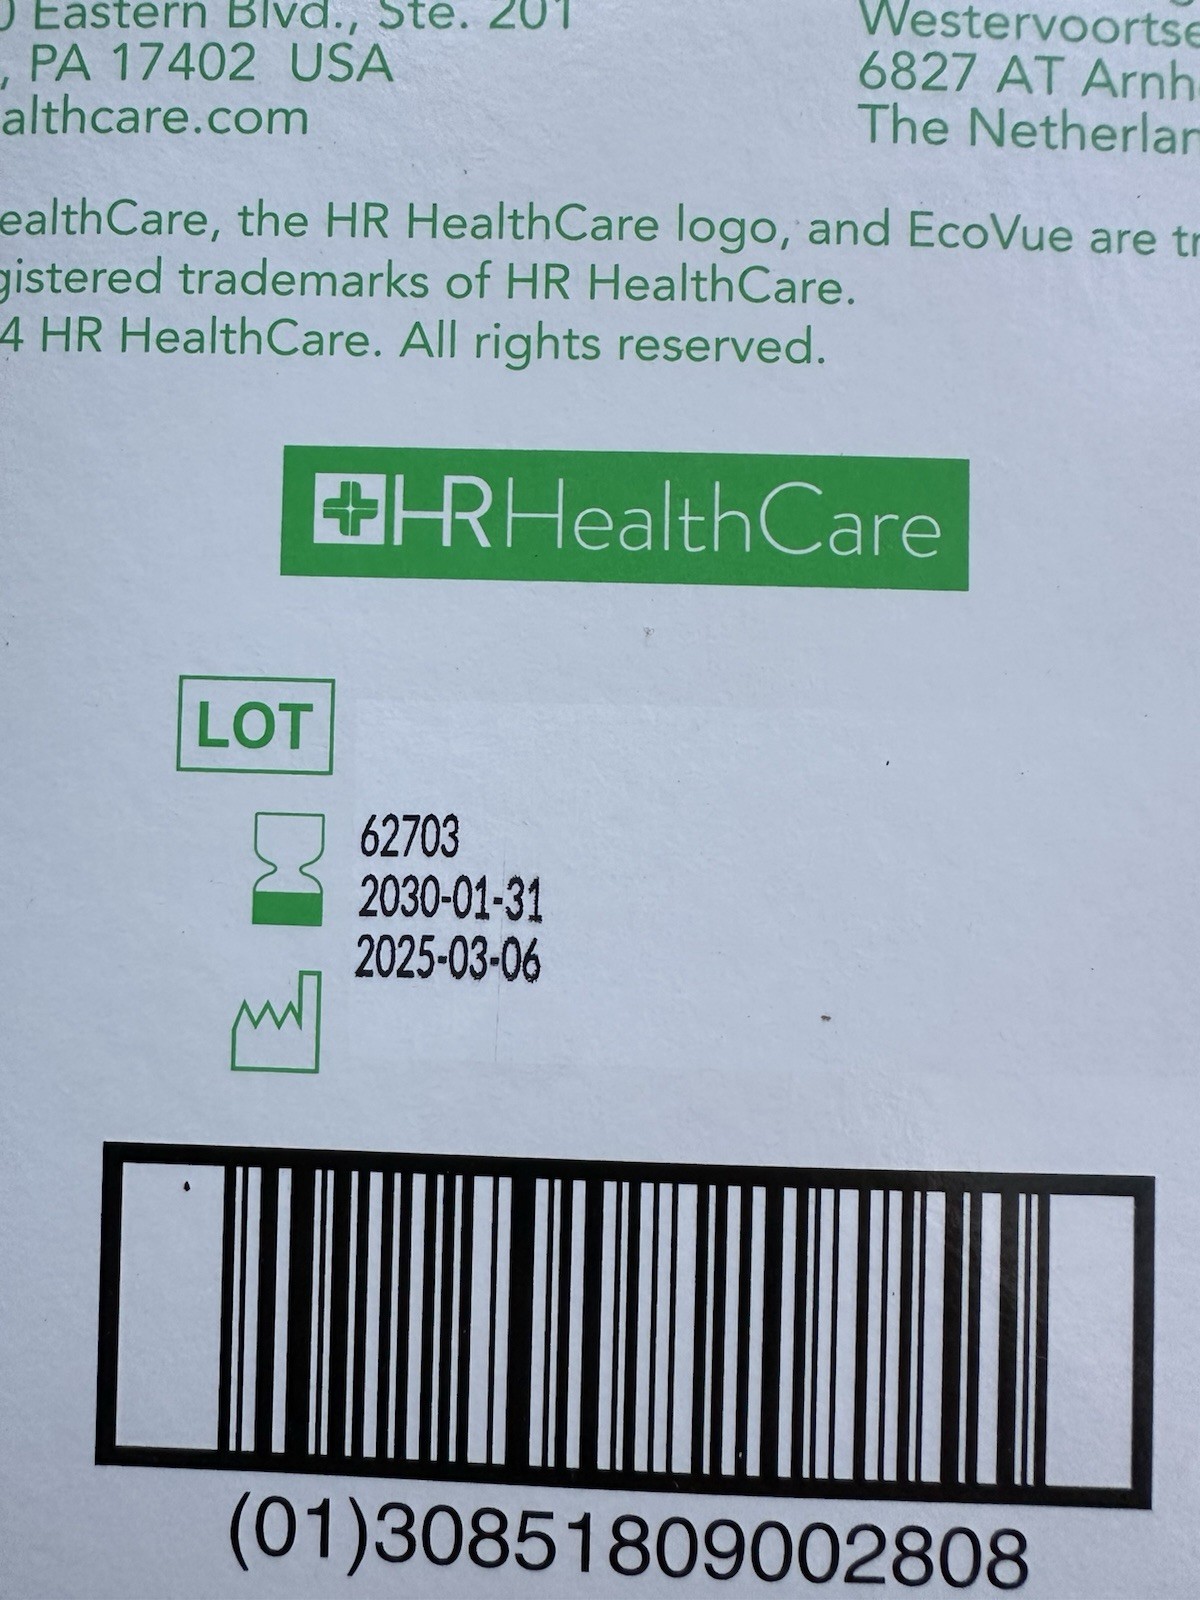 Eastern Blvd., Ste. 201
, PA 17402 USA
althcare.com
Westervoortse
6827 AT Arnh
The Netherlan
ealthCare, the HR HealthCare logo, and EcoVue are tr
gistered trademarks of HR HealthCare.
4 HR HealthCare. All rights reserved.
HRHealthCare
LOT
62703
2030-01-31
2025-03-06
(01)30851809002808